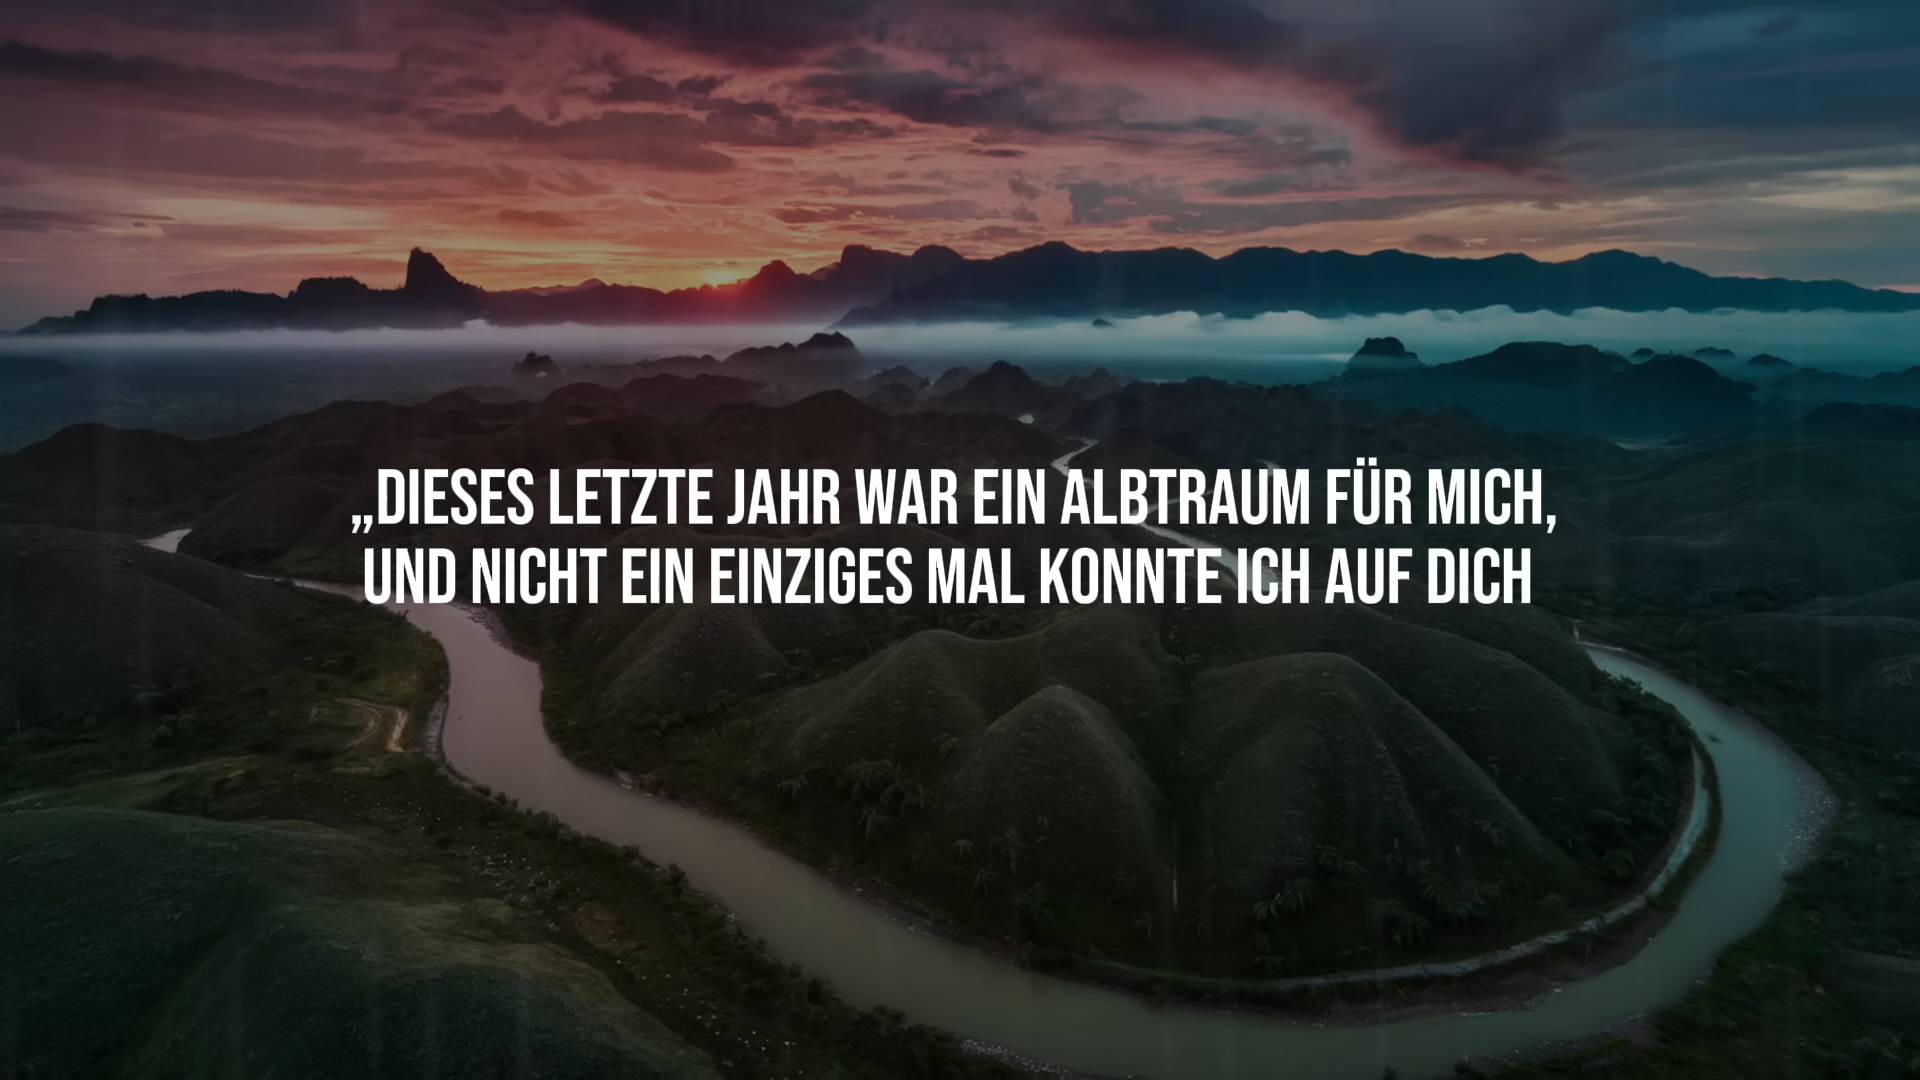 „DIESES LETZTE JAHR WAR EIN ALBTRAUM FÜR MICH,
UND NICHT EIN EINZIGES MAL KONNTE ICH AUF DICH